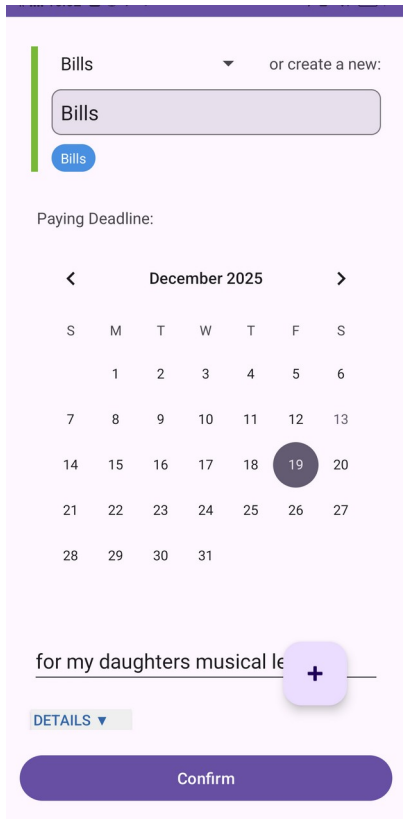 Bills or create a new:
Bills
Bills
Paying Deadline:
December 2025
S M T W T F S
1 2 3 4 5 6
7 8 9 10 11 12 13
14 15 16 17 18 19 20
21 22 23 24 25 26 27
28 29 30 31
for my daughters musical
+
DETAILS ▼
Confirm